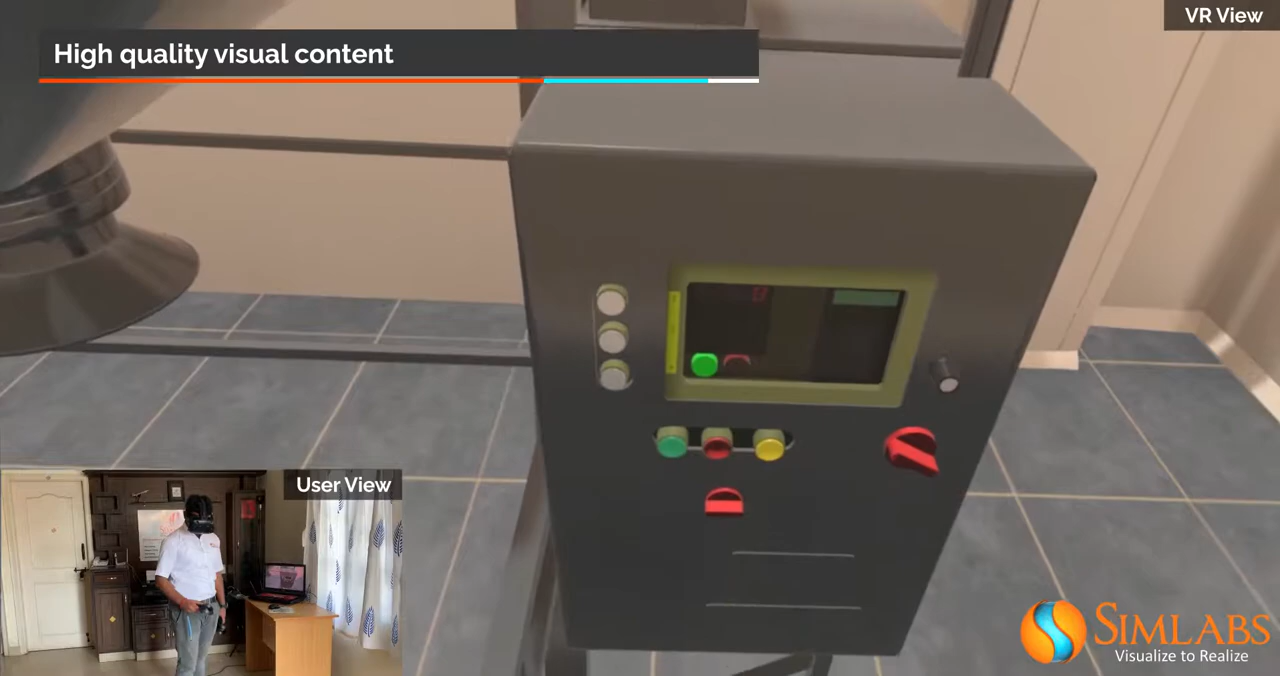 VR View
High quality visual content
User View
SIMLABS
Visualize to Realize